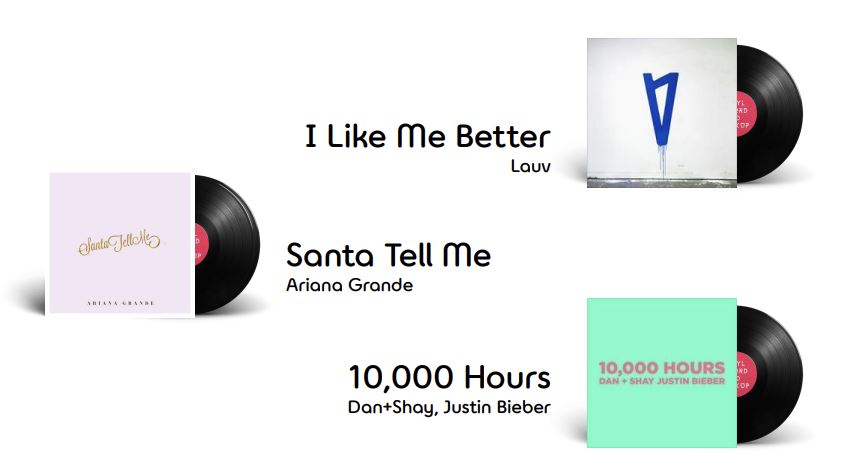 I Like Me Better
Lauv
Santa Tell Me
ARIANA GRANDE
Santa Tell Me
Ariana Grande
10,000 Hours
Dan+Shay, Justin Bieber
10,000 HOURS
DAN + SHAY JUSTIN BIEBER